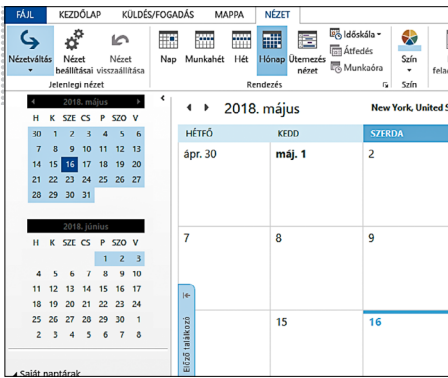 FÁJL KEZDŐLAP KÜLDÉS/FOGADÁS MAPPA NÉZET
Nézetváltás
Nézet beállításai
Nézet visszaállítása
Jelenlegi nézet
Nap Munkahét Hét Hónap Ütemezés nézet
Időskála
Átfedés
Munkaóra
Elrendezés
Szín
Szín
2018. május
H K SZE CS P SZO V
30 1 2 3 4 5 6
7 8 9 10 11 12 13
14 15 16 17 18 19 20
21 22 23 24 25 26 27
28 29 30 31
2018. június
H K SZE CS P SZO V
1 2 3
4 5 6 7 8 9 10
11 12 13 14 15 16 17
18 19 20 21 22 23 24
25 26 27 28 29 30 1
2 3 4 5 6 7 8
Saját naptárak
2018. május New York, United S
HÉTFŐ KEDD SZERDA
ápr. 30 máj. 1 2
7 8 9
15 16
Előző találkozó